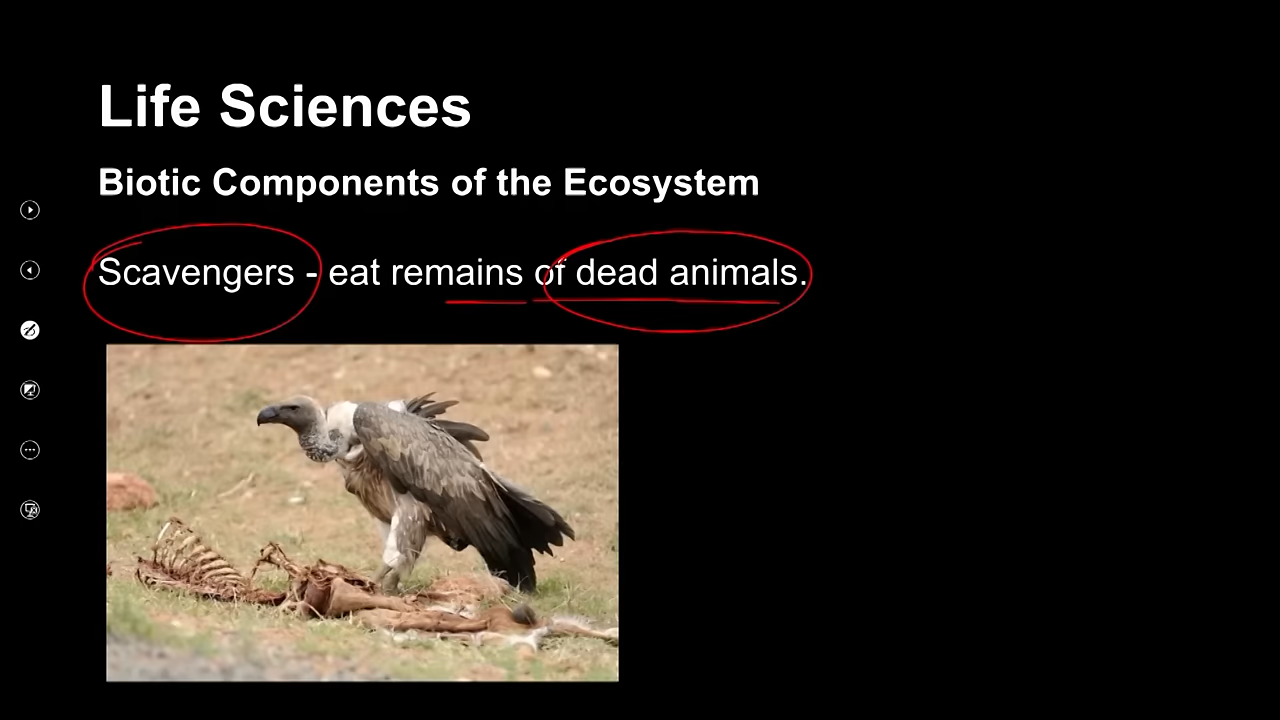 Life Sciences
Biotic Components of the Ecosystem
Scavengers - eat remains of dead animals.